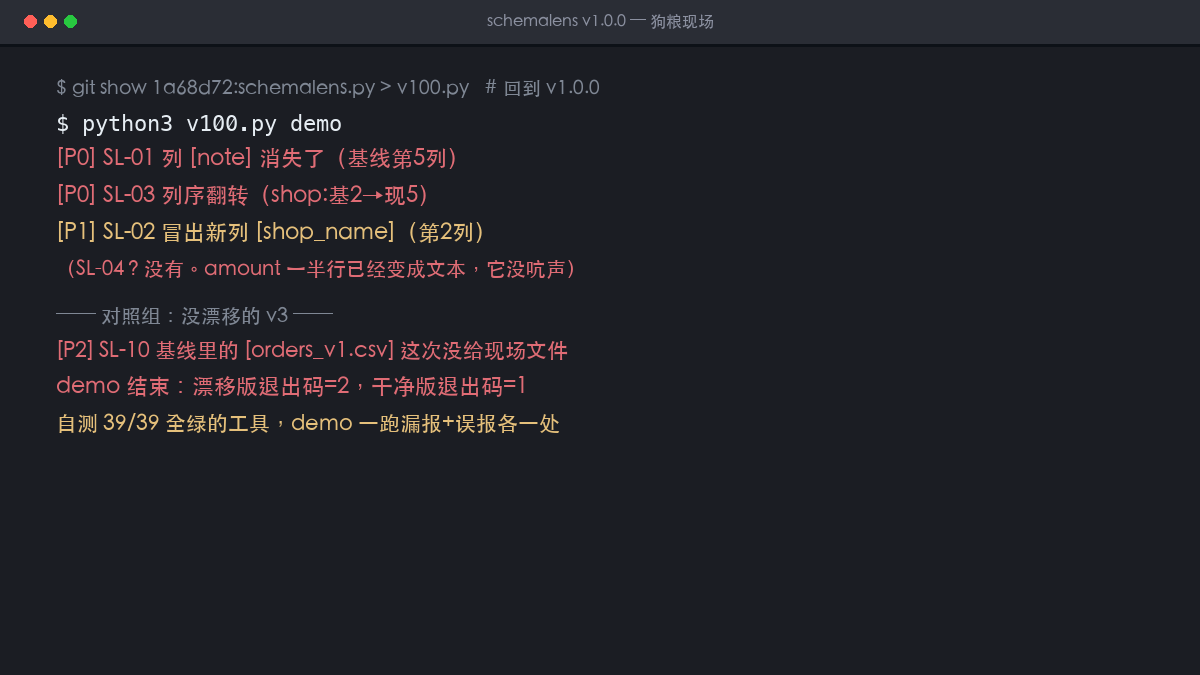 schemalens v1.0.0 — 狗粮现场
$ git show 1a68d72:schemalens.py > v100.py   # 回到 v1.0.0
$ python3 v100.py demo
[P0] SL-01 列 [note] 消失了（基线第5列）
[P0] SL-03 列序翻转（shop:基2→现5）
[P1] SL-02 冒出新列 [shop_name]（第2列）
（SL-04？没有。amount 一半行已经变成文本，它没吭声）
—— 对照组：没漂移的 v3 ——
[P2] SL-10 基线里的 [orders_v1.csv] 这次没给现场文件
demo 结束：漂移版退出码=2，干净版退出码=1
自测 39/39 全绿的工具，demo 一跑漏报+误报各一处